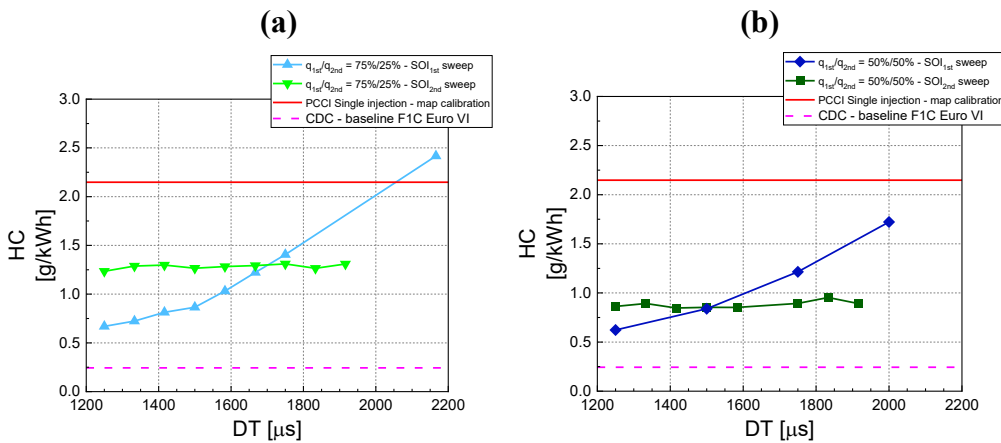 (a)
q1st/q2nd = 75%/25% - SOI1st sweep
q1st/q2nd = 75%/25% - SOI2nd sweep
PCCI Single injection - map calibration
CDC - baseline F1C Euro VI
3.0
2.5
2.0
1.5
1.0
0.5
0.0
HC
[g/kWh]
1200 1400 1600 1800 2000 2200
DT [μs]
(b)
q1st/q2nd = 50%/50% - SOI1st sweep
q1st/q2nd = 50%/50% - SOI2nd sweep
PCCI Single injection - map calibration
CDC - baseline F1C Euro VI
3.0
2.5
2.0
1.5
1.0
0.5
0.0
HC
[g/kWh]
1200 1400 1600 1800 2000 2200
DT [μs]